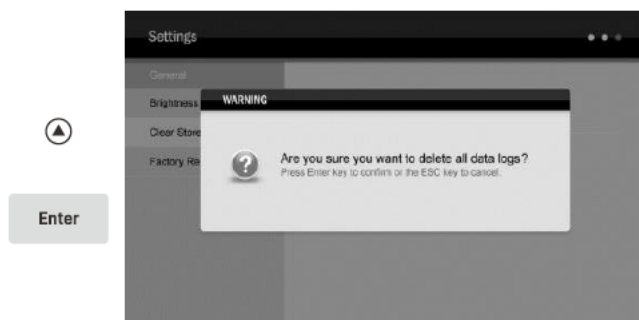 Settings
General
Brightness
WARNING
Clear Store
Factory Re
Are you sure you want to delete all data logs?
Press Enter key to confirm or the ESC key to cancel.
Enter